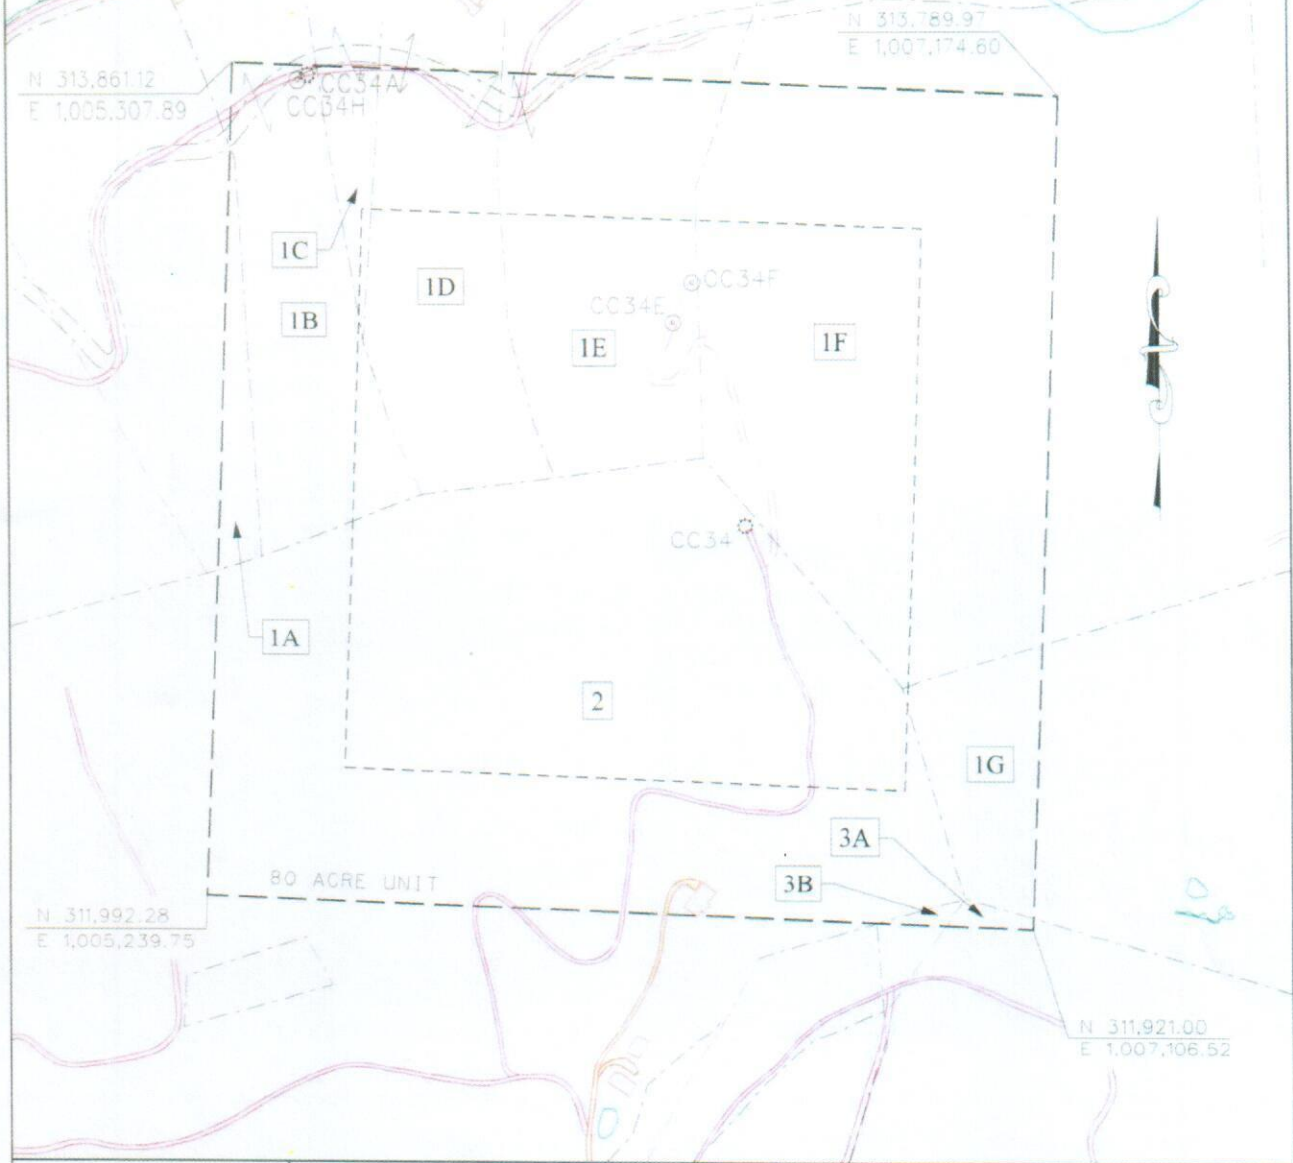 N 313,789.97
E 1,007,174.60
N 313,861.12
E 1,005,307.89
CC34A
CC34H
1C
1D
CC34F
1B
CC34E
1E
1F
CC34
1A
2
1G
3A
3B
80 ACRE UNIT
N 311,992.28
E 1,005,239.75
N 311,921.00
E 1,007,106.52